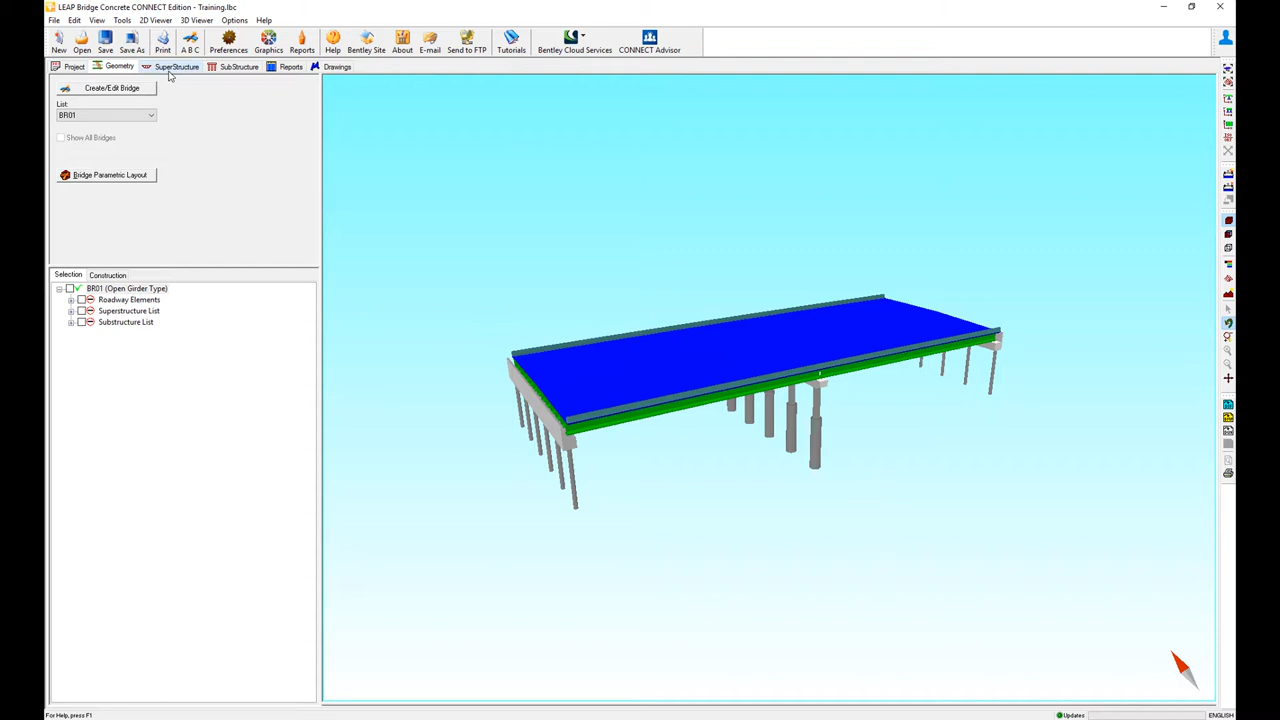 LEAP Bridge Concrete CONNECT Edition - Training.lbc
File Edit View Tools 2D Viewer 3D Viewer Options Help
New Open Save Save As Print A B C Preferences Graphics Reports Help Bentley Site About E-mail Send to FTP Tutorials Bentley Cloud Services CONNECT Advisor
Project Geometry SuperStructure SubStructure Reports Drawings
Create/Edit Bridge
List:
BR01
Show All Bridges
Bridge Parametric Layout
Selection Construction
BR01 (Open Girder Type)
Roadway Elements
Superstructure List
Substructure List
For Help, press F1
Updates
ENGLISH